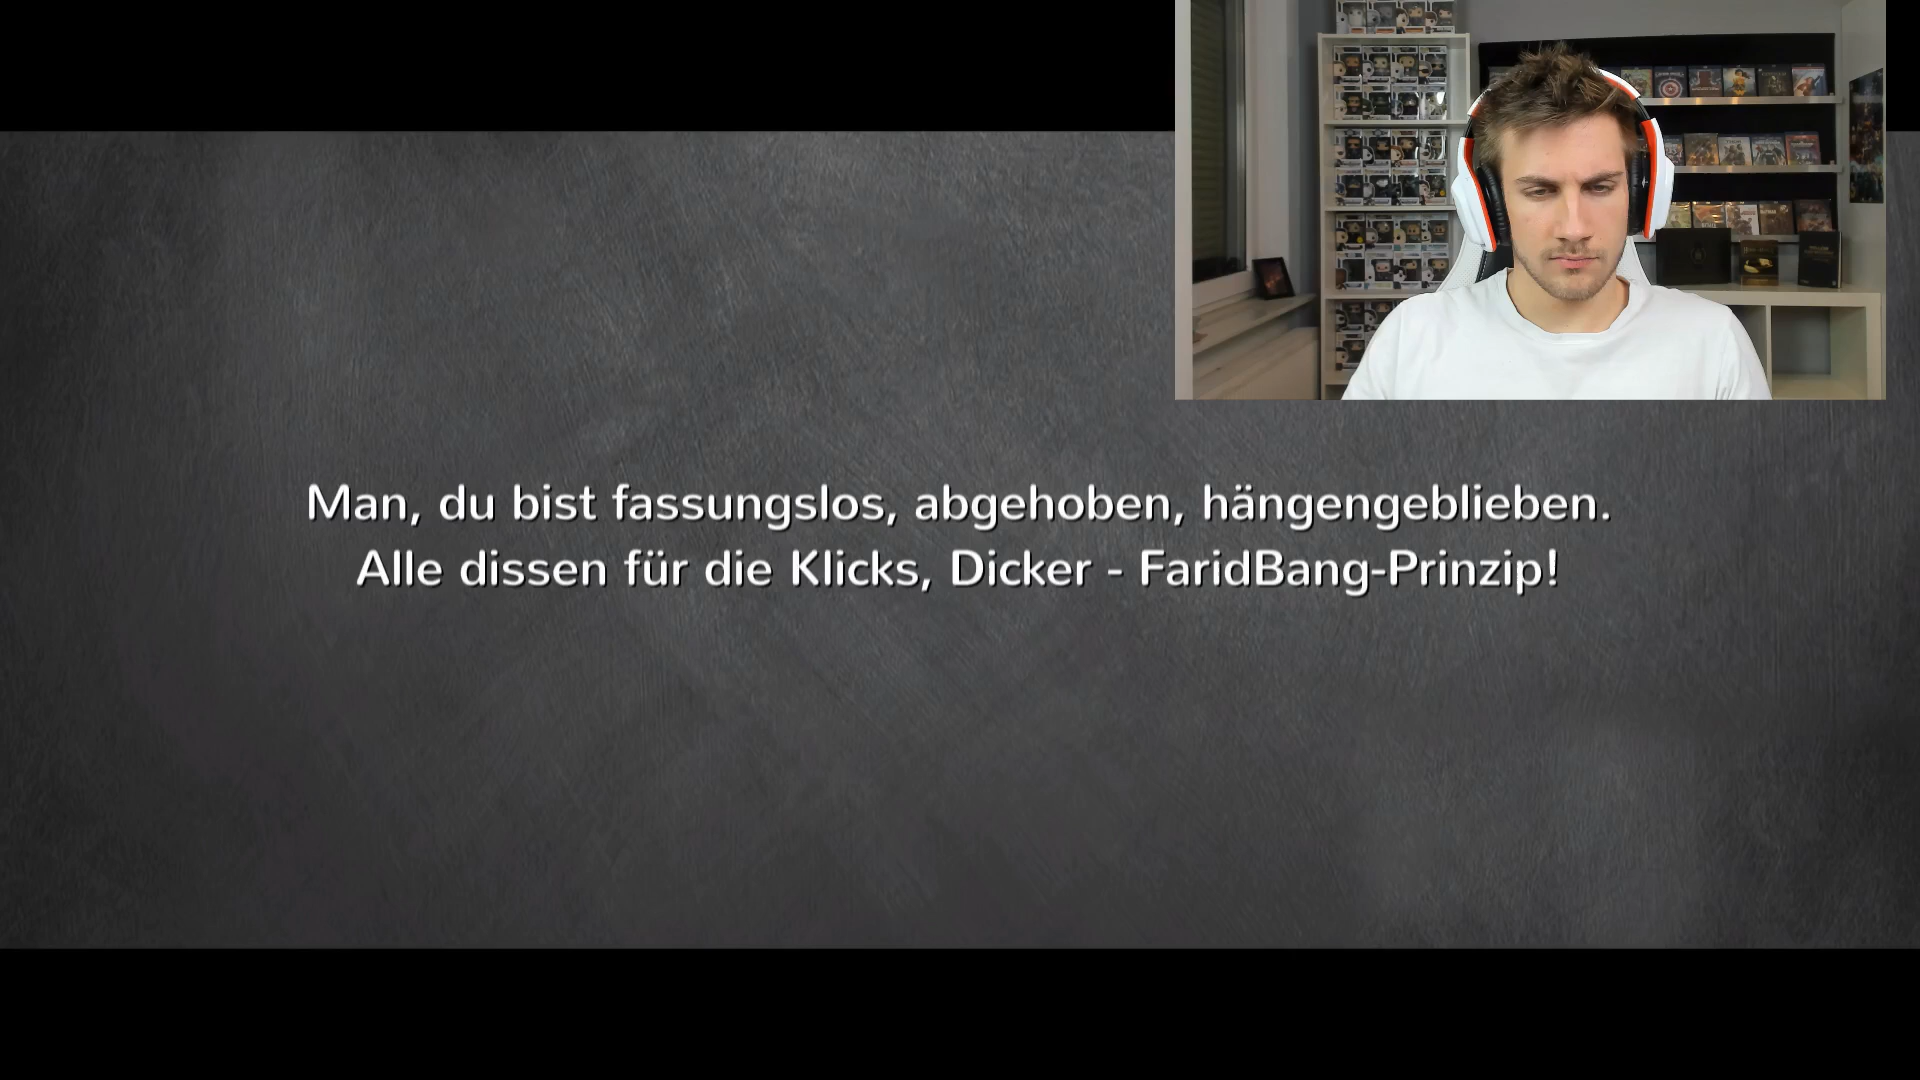 Man, du bist fassungslos, abgehoben, hängengeblieben.
Alle dissen für die Klicks, Dicker - FaridBang-Prinzip!